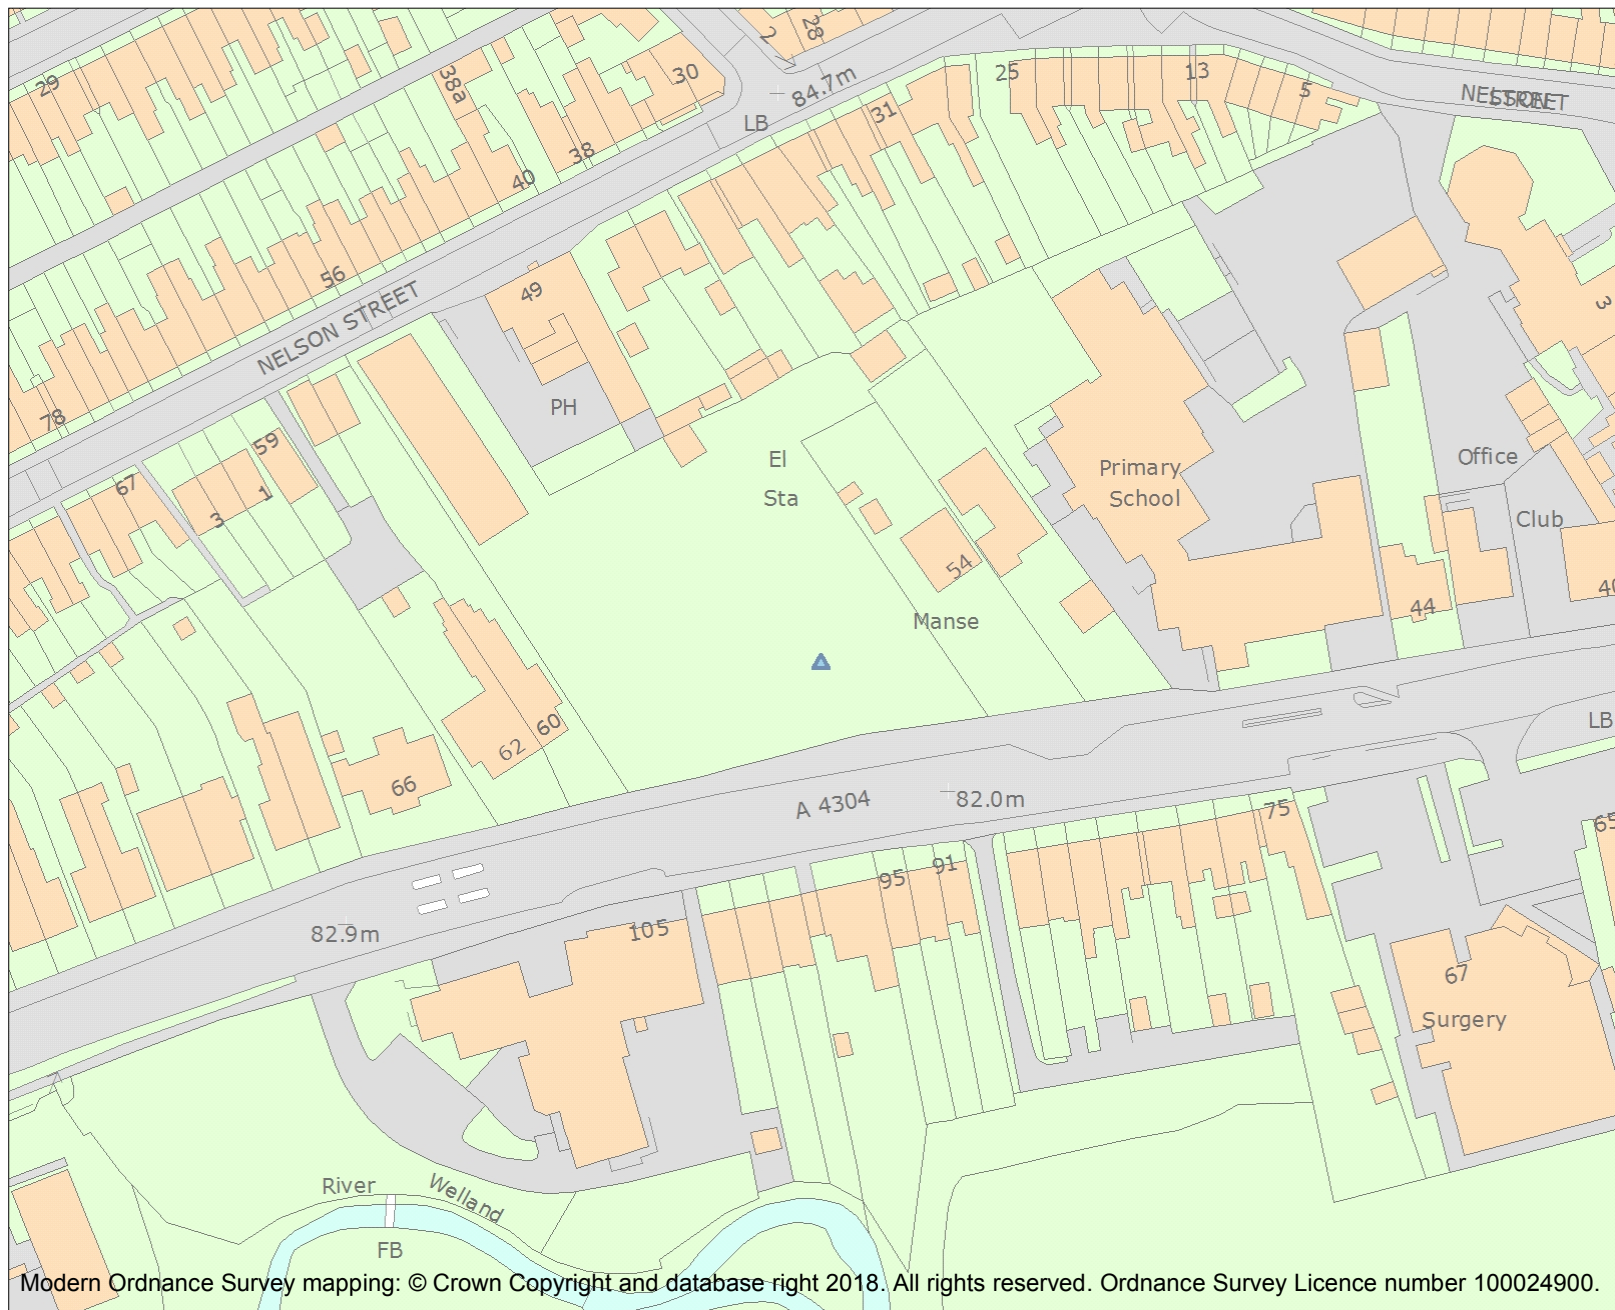 29
38a
30
2
28
84.7m
LB
31
25
13
5
NELSON
STREET
38
40
56
49
NELSON STREET
3
78
PH
67
59
1
3
El
Sta
Primary
School
Office
Club
54
Manse
44
40
62
60
66
LB
A 4304
82.0m
75
65
95
91
105
82.9m
67
Surgery
River
Welland
FB
Modern Ordnance Survey mapping: © Crown Copyright and database right 2018. All rights reserved. Ordnance Survey Licence number 100024900.